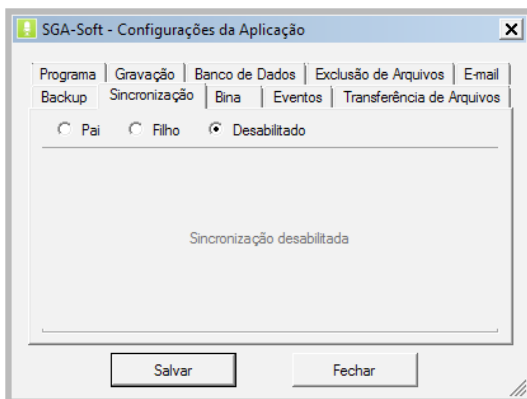 SGA-Soft - Configurações da Aplicação
Programa Gravação Banco de Dados Exclusão de Arquivos E-mail
Backup Sincronização Bina Eventos Transferência de Arquivos
Pai Filho Desabilitado
Sincronização desabilitada
Salvar Fechar